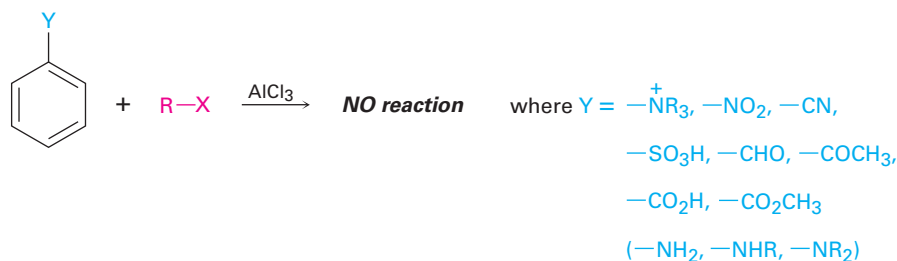 Y
AlCl₃
+ R—X NO reaction where Y = —N⁺R₃, —NO₂, —CN,
—SO₃H, —CHO, —COCH₃,
—CO₂H, —CO₂CH₃
(—NH₂, —NHR, —NR₂)